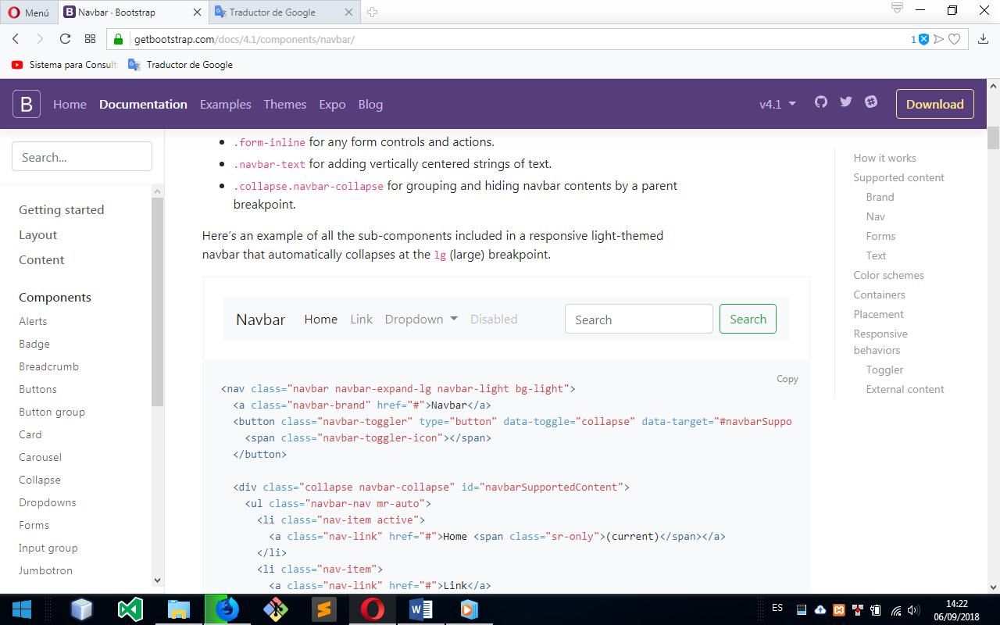 Menú
Navbar · Bootstrap
Traductor de Google
getbootstrap.com/docs/4.1/components/navbar/
1
Sistema para Consult
Traductor de Google
B
Home
Documentation
Examples
Themes
Expo
Blog
v4.1
Download
Search...
Getting started
Layout
Content
Components
Alerts
Badge
Breadcrumb
Buttons
Button group
Card
Carousel
Collapse
Dropdowns
Forms
Input group
Jumbotron
.form-inline for any form controls and actions.
.navbar-text for adding vertically centered strings of text.
.collapse.navbar-collapse for grouping and hiding navbar contents by a parent
breakpoint.
Here's an example of all the sub-components included in a responsive light-themed
navbar that automatically collapses at the lg (large) breakpoint.
Navbar
Home
Link
Dropdown
Disabled
Search
Search
Copy
<nav class="navbar navbar-expand-lg navbar-light bg-light">
<a class="navbar-brand" href="#">Navbar</a>
<button class="navbar-toggler" type="button" data-toggle="collapse" data-target="#navbarSuppo
<span class="navbar-toggler-icon"></span>
</button>
<div class="collapse navbar-collapse" id="navbarSupportedContent">
<ul class="navbar-nav mr-auto">
<li class="nav-item active">
<a class="nav-link" href="#">Home <span class="sr-only">(current)</span></a>
</li>
<li class="nav-item">
<a class="nav-link" href="#">Link</a>
How it works
Supported content
Brand
Nav
Forms
Text
Color schemes
Containers
Placement
Responsive
behaviors
Toggler
External content
ES
14:22
06/09/2018